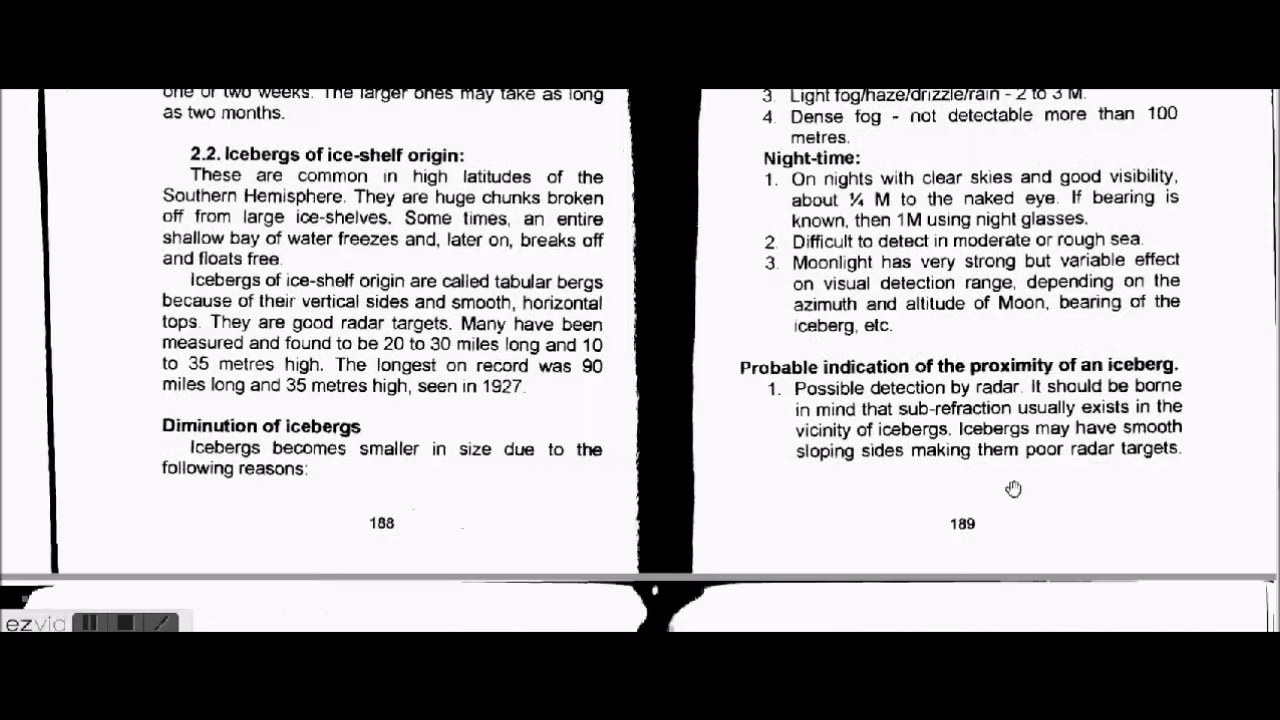 one or two weeks. The larger ones may take as long
as two months.
2.2. Icebergs of ice-shelf origin:
These are common in high latitudes of the
Southern Hemisphere. They are huge chunks broken
off from large ice-shelves. Some times, an entire
shallow bay of water freezes and, later on, breaks off
and floats free.
Icebergs of ice-shelf origin are called tabular bergs
because of their vertical sides and smooth, horizontal
tops. They are good radar targets. Many have been
measured and found to be 20 to 30 miles long and 10
to 35 metres high. The longest on record was 90
miles long and 35 metres high, seen in 1927.
Diminution of icebergs
Icebergs becomes smaller in size due to the
following reasons:
188
3. Light fog/haze/drizzle/rain - 2 to 3 M.
4. Dense fog - not detectable more than 100
metres.
Night-time:
1. On nights with clear skies and good visibility,
about ¼ M to the naked eye. If bearing is
known, then 1M using night glasses.
2. Difficult to detect in moderate or rough sea.
3. Moonlight has very strong but variable effect
on visual detection range, depending on the
azimuth and altitude of Moon, bearing of the
iceberg, etc.
Probable indication of the proximity of an iceberg.
1. Possible detection by radar. It should be borne
in mind that sub-refraction usually exists in the
vicinity of icebergs. Icebergs may have smooth
sloping sides making them poor radar targets.
189
ezvid